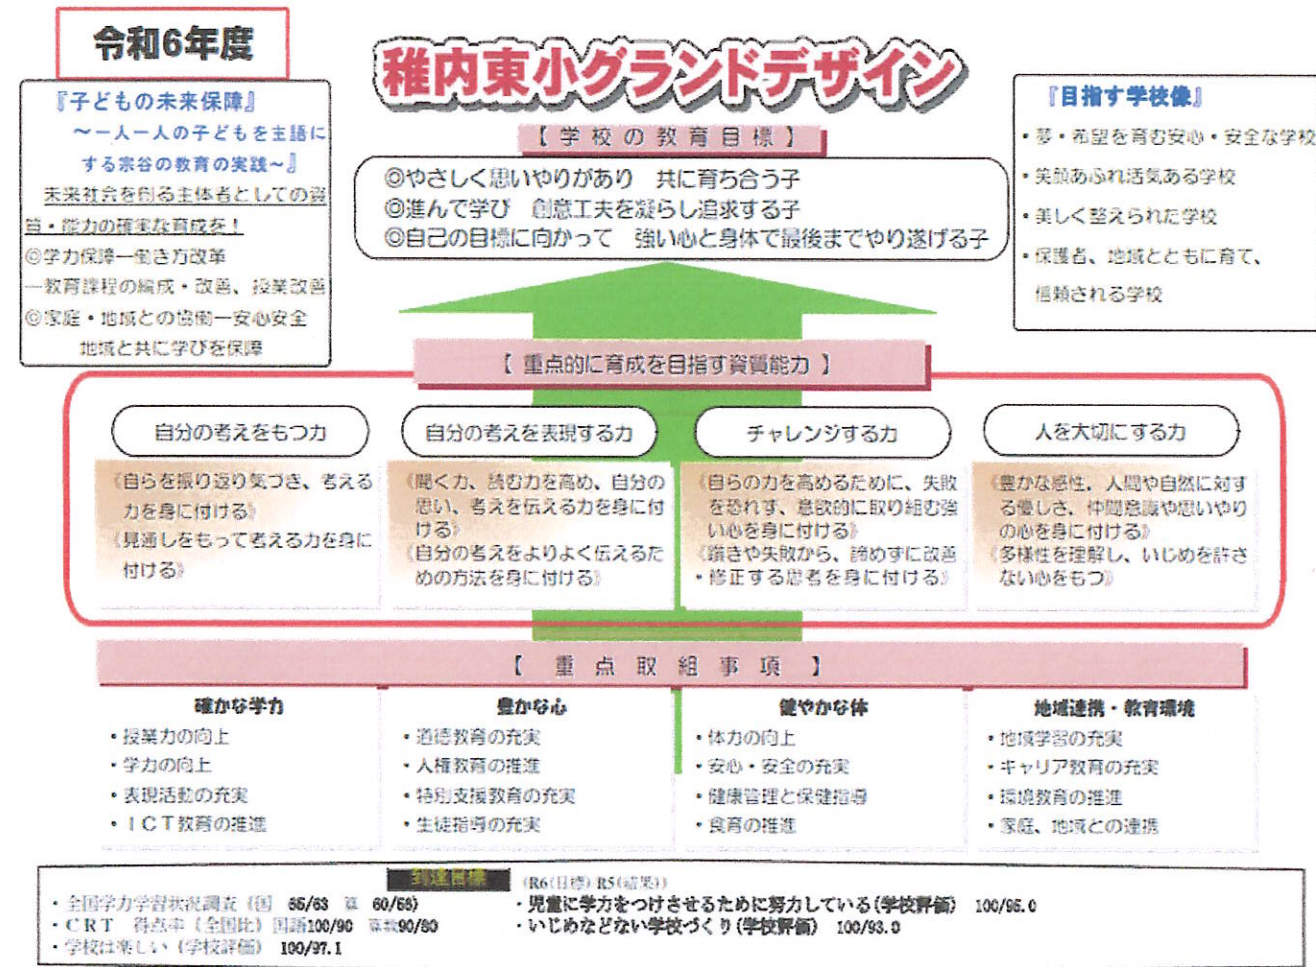 令和6年度
稚内東小グランドデザイン
『子どもの未来保障』
～一人一人の子どもを主語に
する宗谷の教育の実践～』
未来社会を創る主体者としての資
質・能力の確実な育成を！
◎学力保障―働き方改革
―教育課程の編成・改善、授業改善
◎家庭・地域との協働―安心安全
地域と共に学びを保障
【 学 校 の 教 育 目 標 】
◎やさしく思いやりがあり　共に育ち合う子
◎進んで学び　創意工夫を凝らし追求する子
◎自己の目標に向かって　強い心と身体で最後までやり遂げる子
『目指す学校像』
・夢・希望を育む安心・安全な学校
・笑顔あふれ活気ある学校
・美しく整えられた学校
・保護者、地域とともに育て、
信頼される学校
【 重点的に育成を目指す資質能力 】
自分の考えをもつ力
《自らを振り返り気づき、考える
力を身に付ける》
《見通しをもって考える力を身に
付ける》
自分の考えを表現する力
《聞く力、読む力を高め、自分の
思い、考えを伝える力を身に付
ける》
《自分の考えをよりよく伝えるた
めの方法を身に付ける》
チャレンジする力
《自らの力を高めるために、失敗
を恐れず、意欲的に取り組む強
い心を身に付ける》
《躓きや失敗から、諦めずに改善
・修正する思考を身に付ける》
人を大切にする力
《豊かな感性、人間や自然に対す
る優しさ、仲間意識や思いやり
の心を身に付ける》
《多様性を理解し、いじめを許さ
ない心をもつ》
【 重 点 取 組 事 項 】
確かな学力
・授業力の向上
・学力の向上
・表現活動の充実
・ＩＣＴ教育の推進
豊かな心
・道徳教育の充実
・人権教育の推進
・特別支援教育の充実
・生徒指導の充実
健やかな体
・体力の向上
・安心・安全の充実
・健康管理と保健指導
・食育の推進
地域連携・教育環境
・地域学習の充実
・キャリア教育の充実
・環境教育の推進
・家庭、地域との連携
到達目標 (R6(目標) R5(結果))
・全国学力学習状況調査（国 65/63 算 60/58)
・ＣＲＴ 得点率（全国比）国語100/90 算数90/80
・学校は楽しい（学校評価） 100/97.1
・児童に学力をつけさせるために努力している(学校評価) 100/95.0
・いじめなどない学校づくり(学校評価) 100/93.0